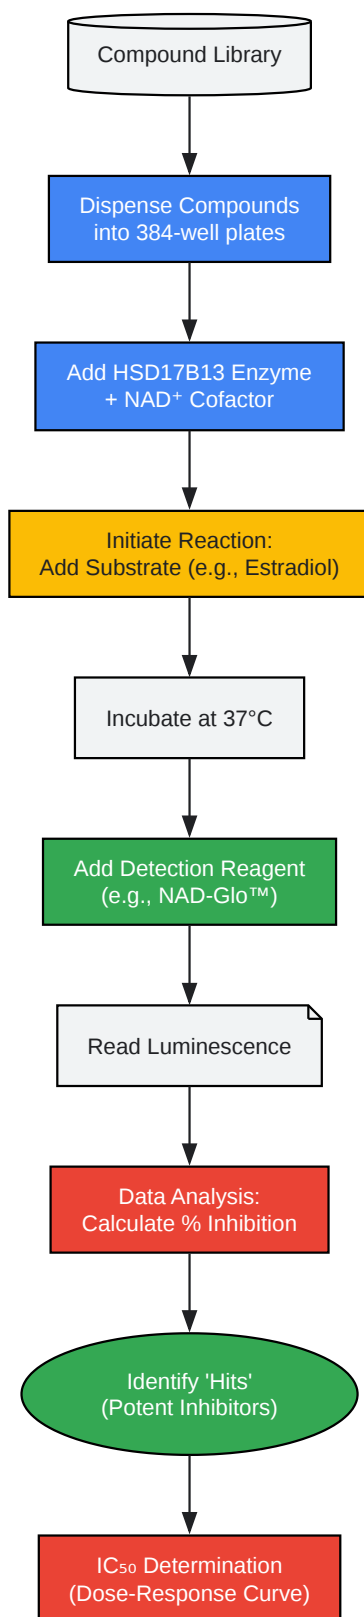 Compound Library
Dispense Compounds
into 384-well plates
Add HSD17B13 Enzyme
+ NAD⁺ Cofactor
Initiate Reaction:
Add Substrate (e.g., Estradiol)
Incubate at 37°C
Add Detection Reagent
(e.g., NAD-Glo™)
Read Luminescence
Data Analysis:
Calculate % Inhibition
Identify 'Hits'
(Potent Inhibitors)
IC₅₀ Determination
(Dose-Response Curve)